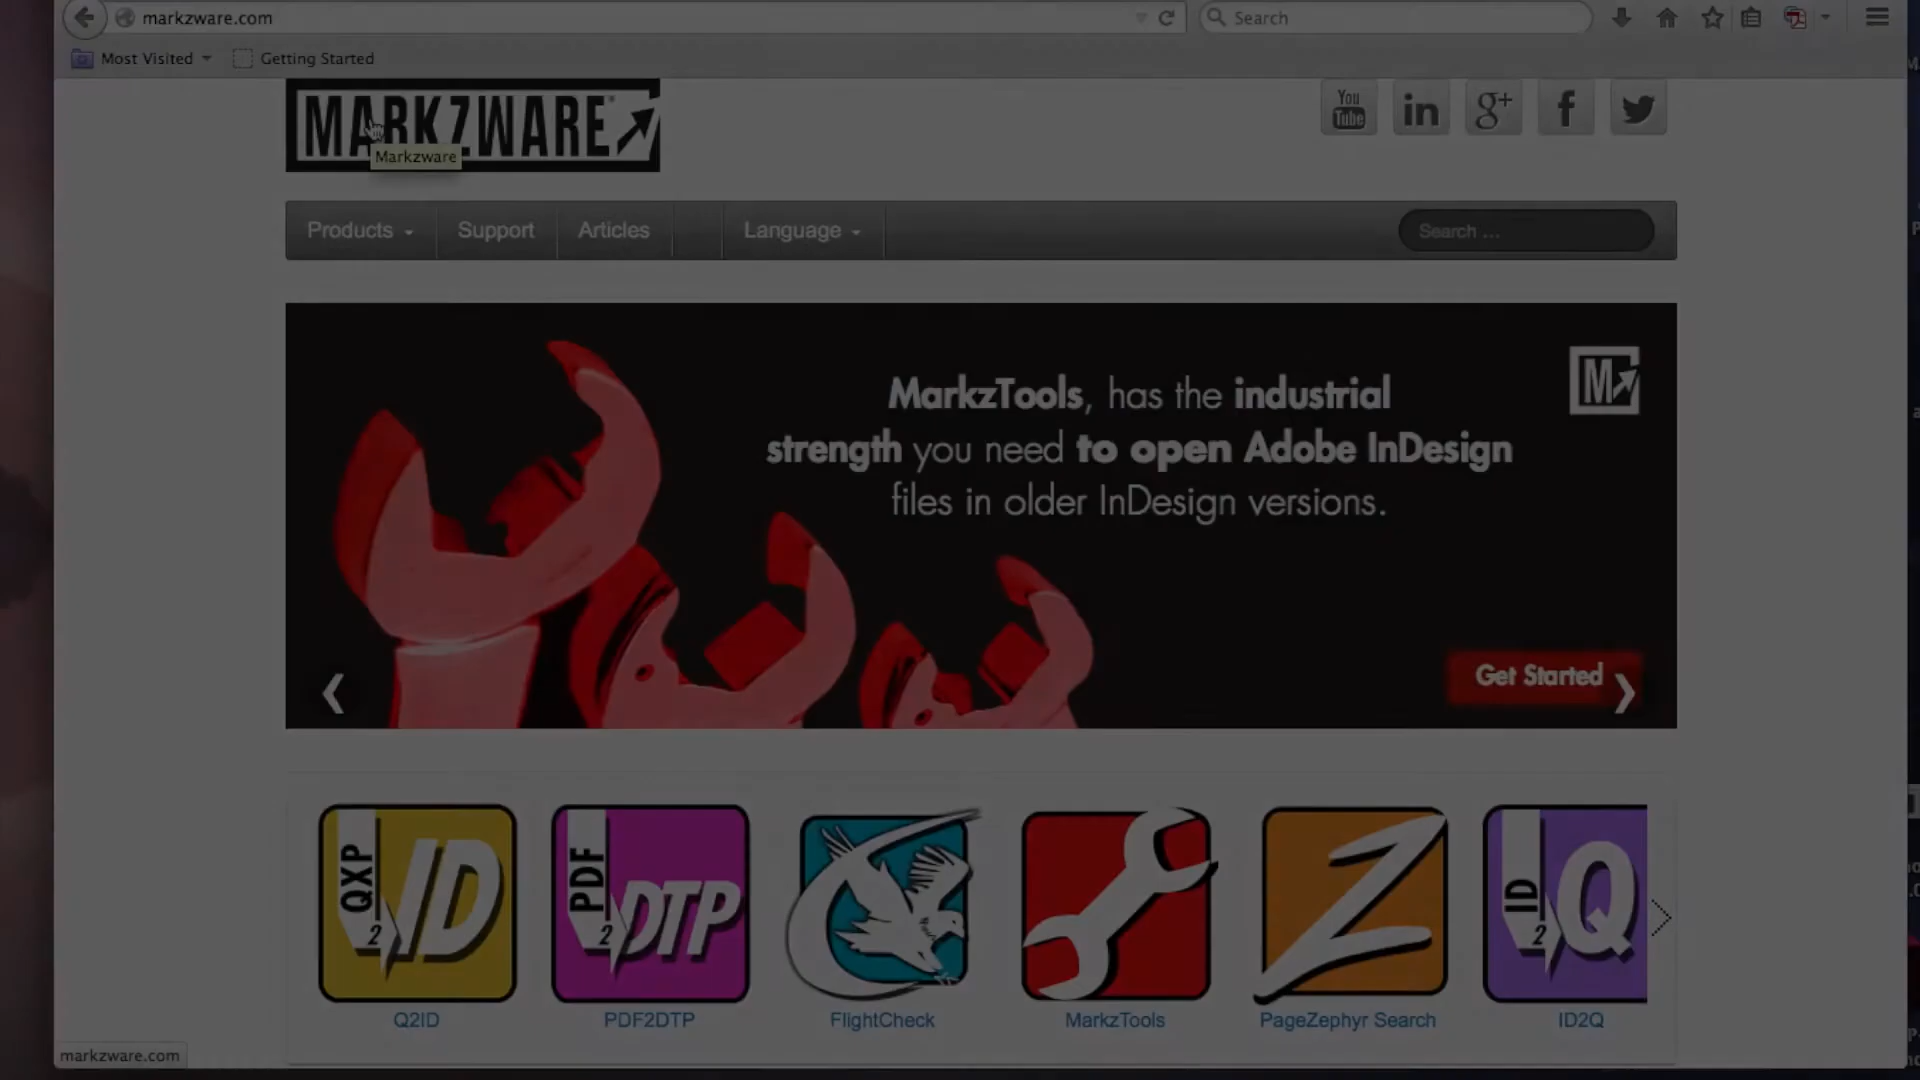 markzware.com
Search
Most Visited
Getting Started
MARKZWARE
Markzware
You
Tube
in
g+
f
Products
Support
Articles
Language
Search ...
MarkzTools, has the industrial
strength you need to open Adobe InDesign
files in older InDesign versions.
M
Get Started
QXP
2
ID
PDF
2
DTP
Z
ID
2
Q
Q2ID
PDF2DTP
FlightCheck
MarkzTools
PageZephyr Search
ID2Q
markzware.com